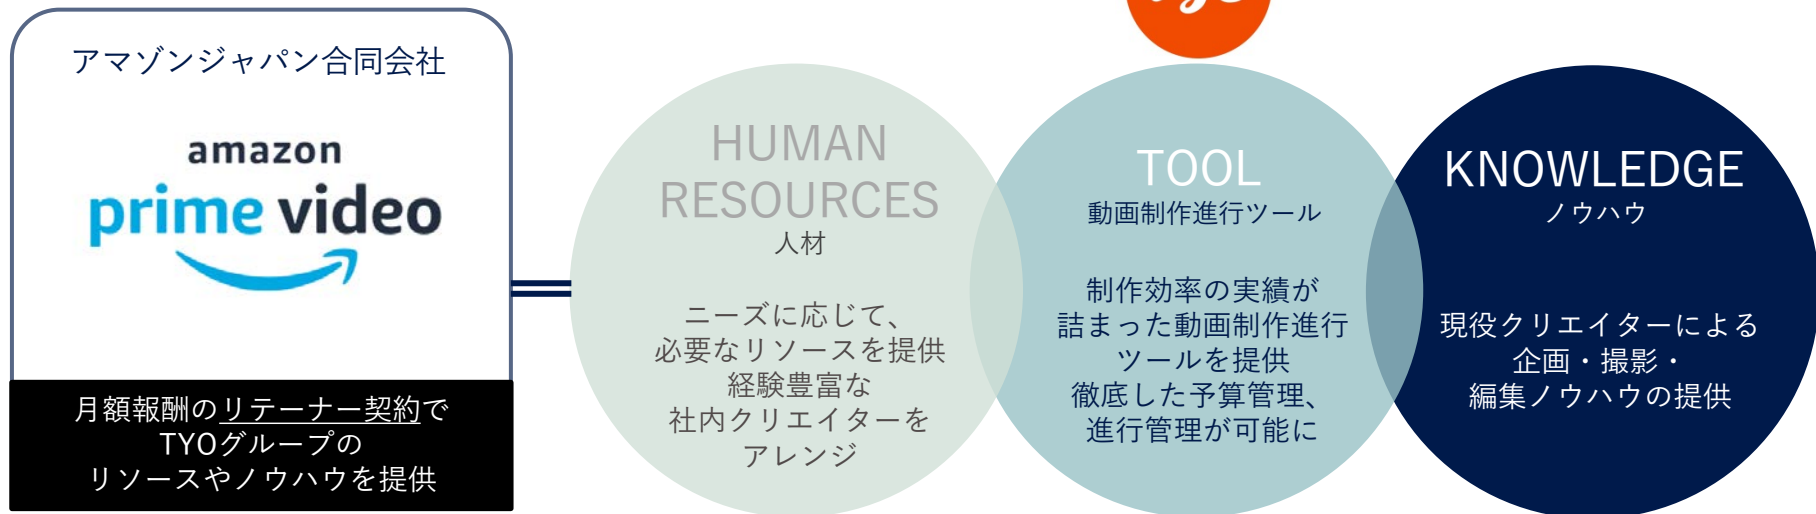 アマゾンジャパン合同会社
amazon
prime video
月額報酬のリテーナー契約で
TYOグループの
リソースやノウハウを提供
HUMAN
RESOURCES
人材
ニーズに応じて、
必要なリソースを提供
経験豊富な
社内クリエイターを
アレンジ
TOOL
動画制作進行ツール
制作効率の実績が
詰まった動画制作進行
ツールを提供
徹底した予算管理、
進行管理が可能に
KNOWLEDGE
ノウハウ
現役クリエイターによる
企画・撮影・
編集ノウハウの提供